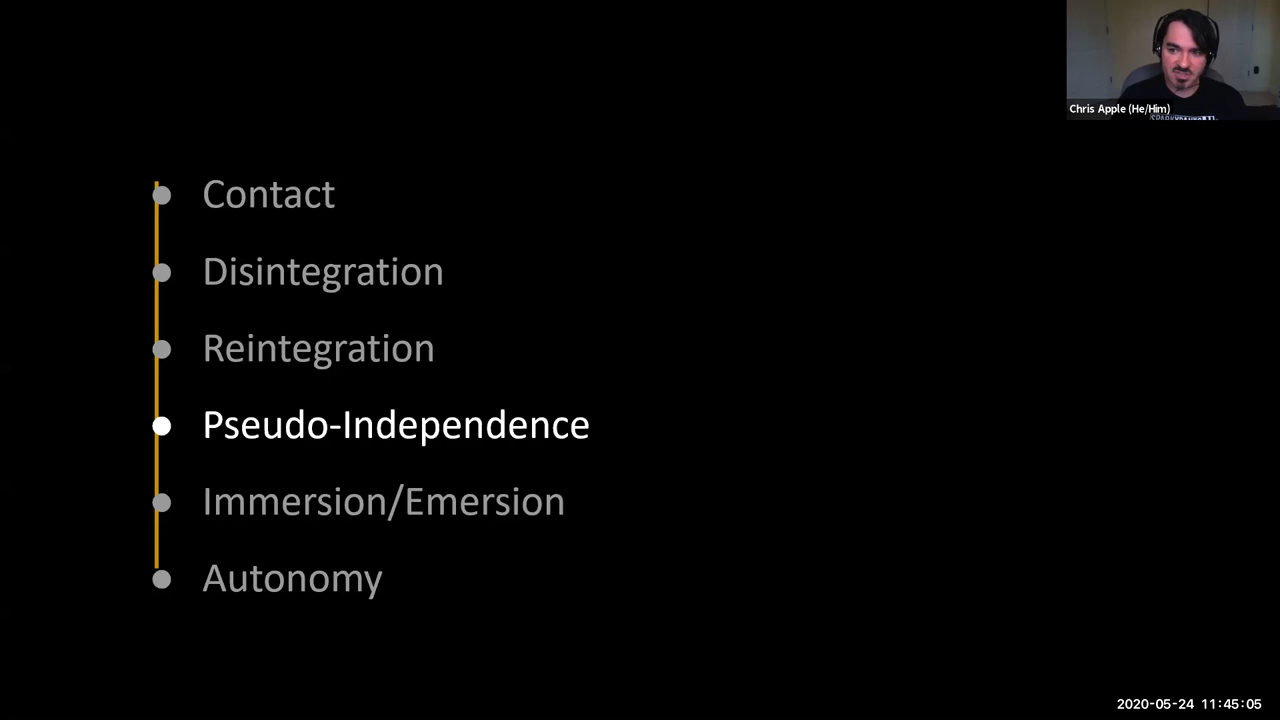 Chris Apple (He/Him)
Contact
Disintegration
Reintegration
Pseudo-Independence
Immersion/Emersion
Autonomy
2020-05-24 11:45:05